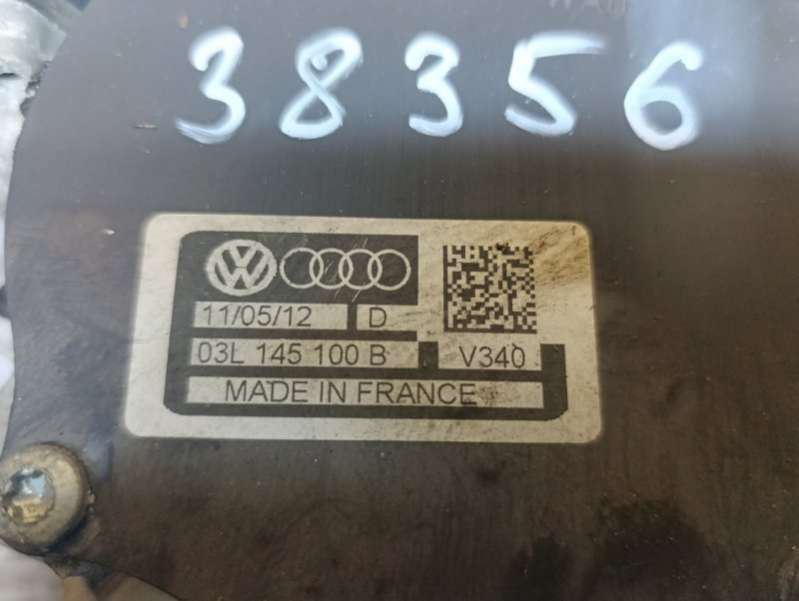 38356
11/05/12 D
03L 145 100 B V340
MADE IN FRANCE